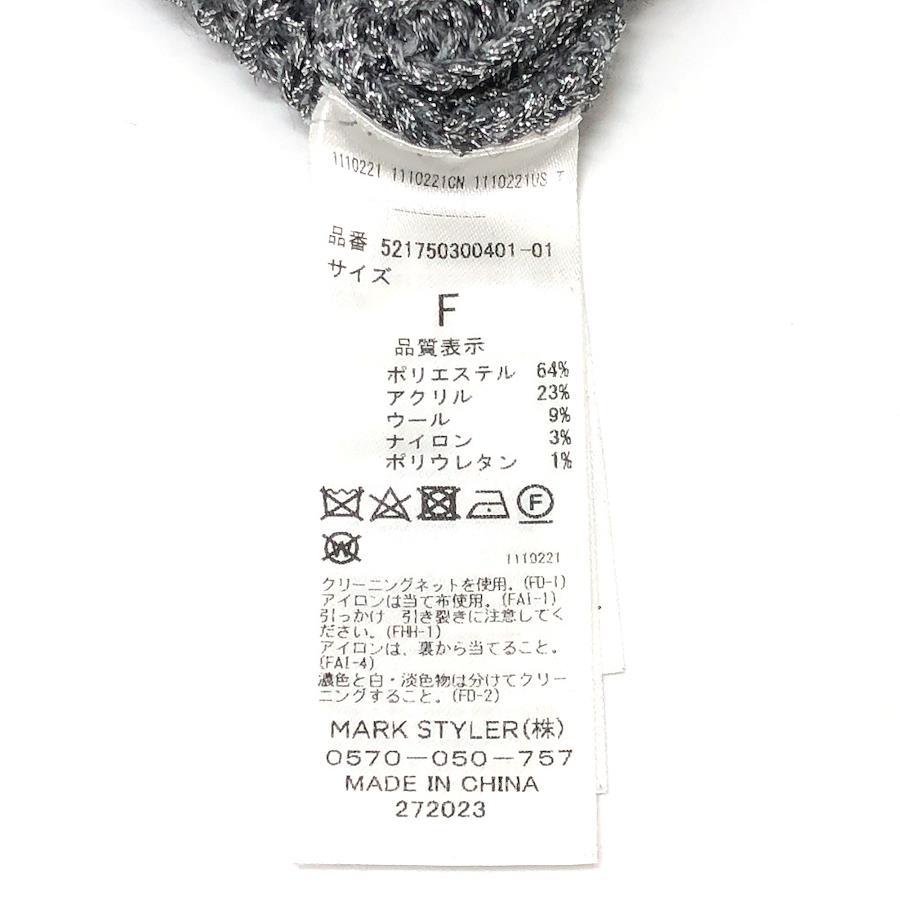 1110221 1110221CN 1110221US T
品番 521750300401-01
サイズ
F
品質表示
ポリエステル 64%
アクリル 23%
ウール 9%
ナイロン 3%
ポリウレタン 1%
F
W
1110221
クリーニングネットを使用。(FD-1)
アイロンは当て布使用。(FAI-1)
引っかけ 引き裂きに注意してく
ださい。(FHH-1)
アイロンは、裏から当てること。
(FAI-4)
濃色と白・淡色物は分けてクリー
ニングすること。(FD-2)
MARK STYLER(株)
0570-050-757
MADE IN CHINA
272023